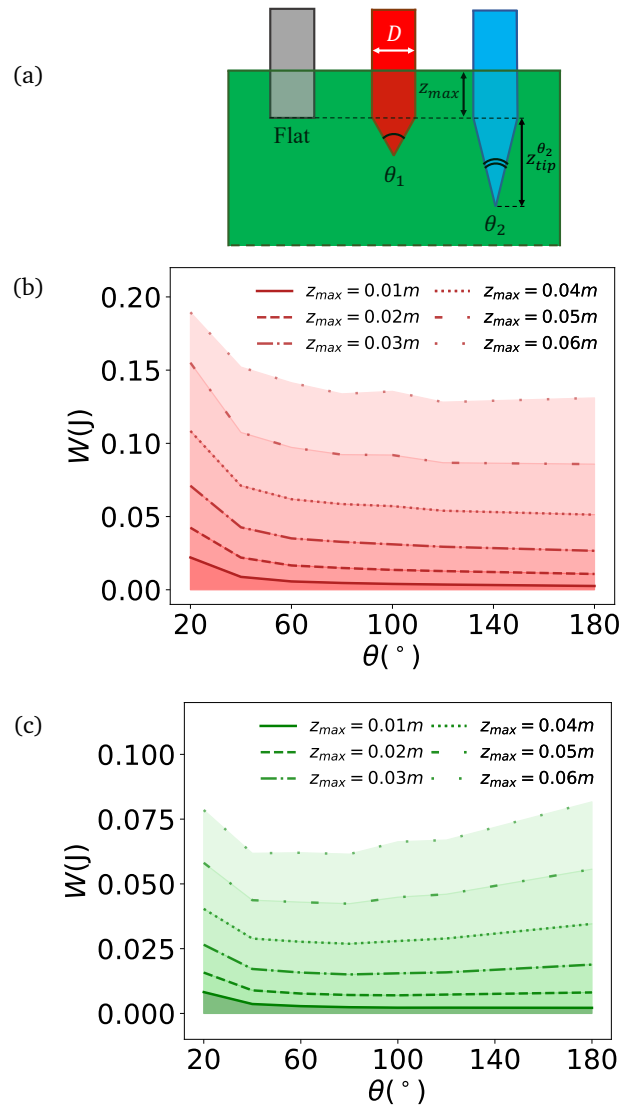 (a)
D
z_max
Flat
θ_1
z_tip^θ_2
θ_2
(b)
0.20
0.15
0.10
0.05
0.00
W(J)
z_max = 0.01m
z_max = 0.02m
z_max = 0.03m
z_max = 0.04m
z_max = 0.05m
z_max = 0.06m
20 60 100 140 180
θ(°)
(c)
0.100
0.075
0.050
0.025
0.000
W(J)
z_max = 0.01m
z_max = 0.02m
z_max = 0.03m
z_max = 0.04m
z_max = 0.05m
z_max = 0.06m
20 60 100 140 180
θ(°)